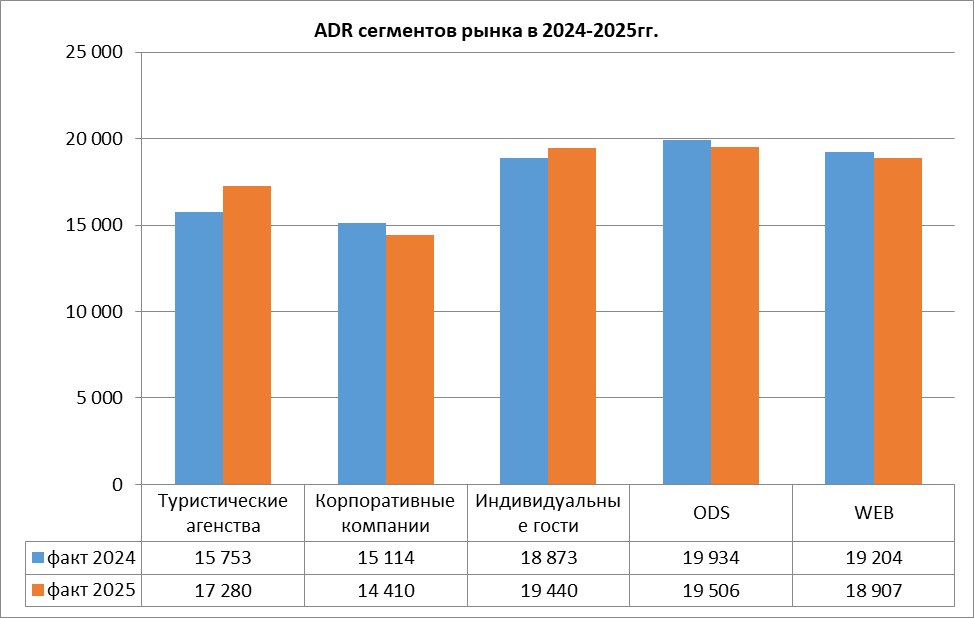 ADR сегментов рынка в 2024-2025гг.
25 000
20 000
15 000
10 000
5 000
0
Туристические
агенства
Корпоративные
компании
Индивидуальны
е гости
ODS
WEB
факт 2024 15 753 15 114 18 873 19 934 19 204
факт 2025 17 280 14 410 19 440 19 506 18 907